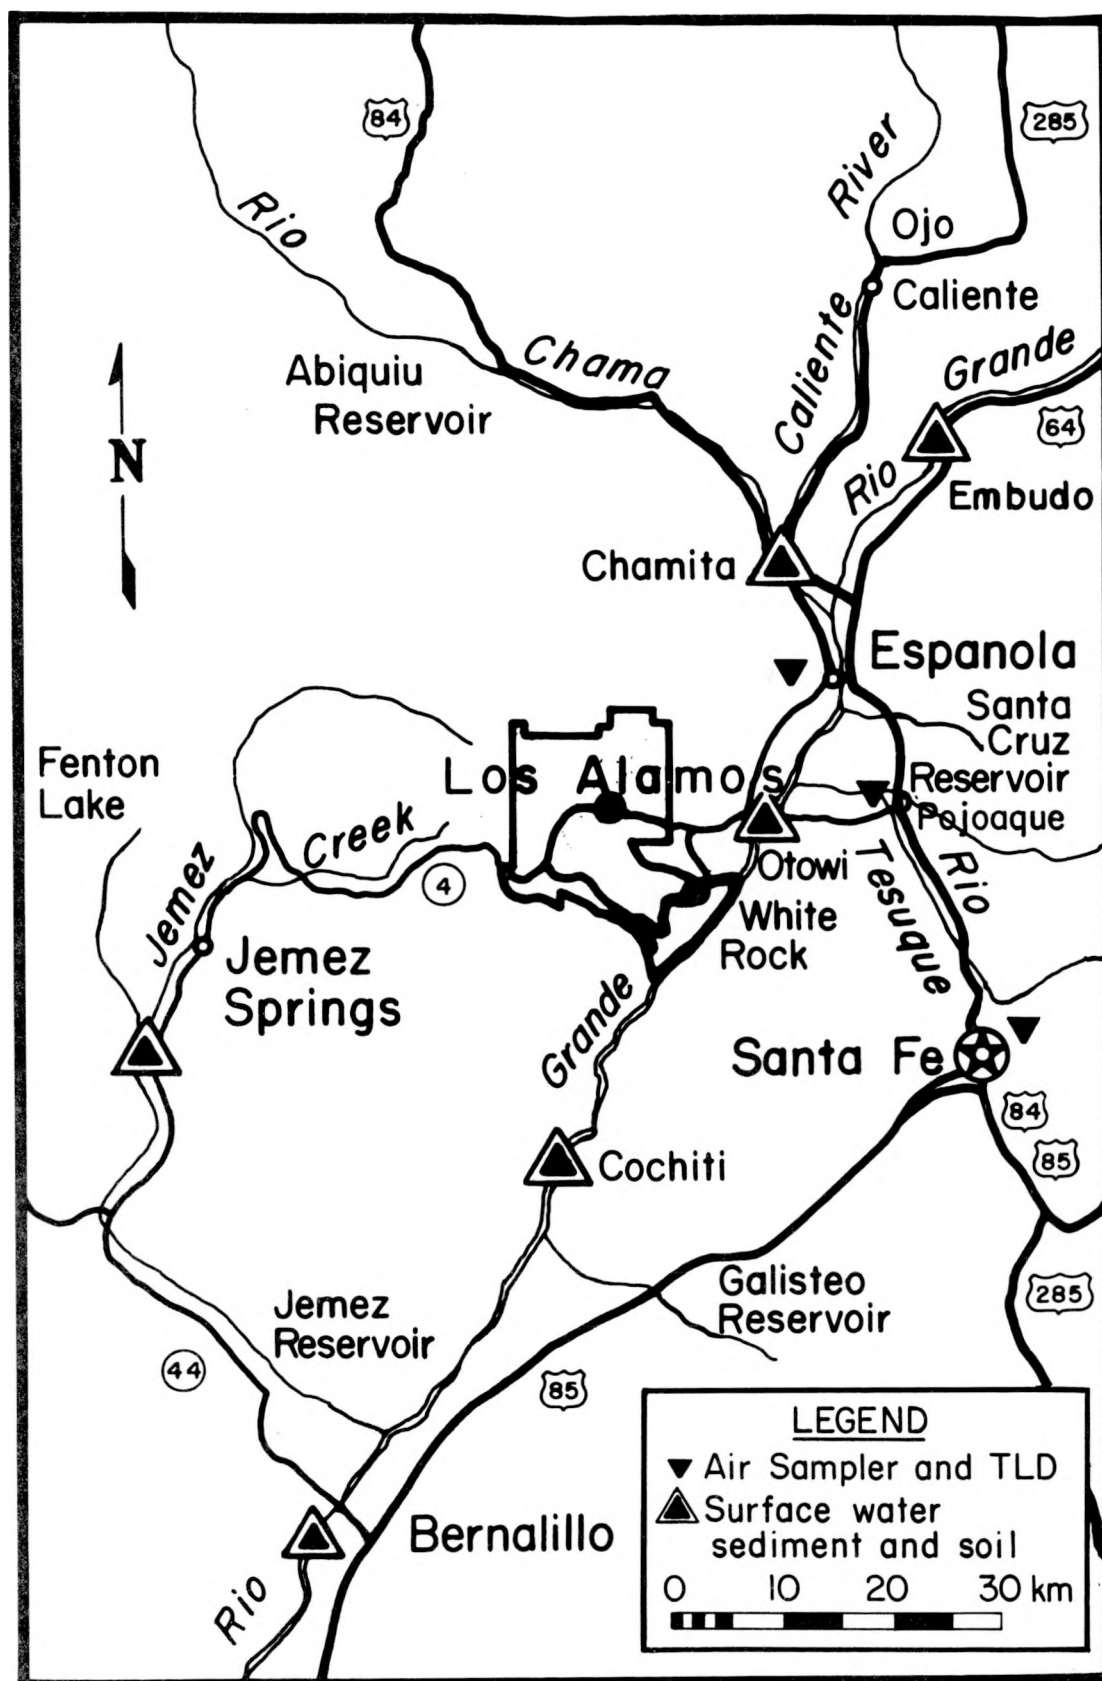 84
285
River
Rio
Ojo
Caliente
Caliente
Grande
Chama
Abiquiu
Reservoir
64
N
Rio
Embudo
Chamita
Espanola
Santa
Cruz
Reservoir
Fenton
Lake
Los Alamos
Pojoaque
Creek
4
Otowi
Jemez
Tesuque
Rio
White
Rock
Jemez
Springs
Grande
Santa Fe
84
85
Cochiti
Galisteo
Reservoir
285
Jemez
Reservoir
44
85
LEGEND
Air Sampler and TLD
Surface water
sediment and soil
0 10 20 30 km
Bernalillo
Rio